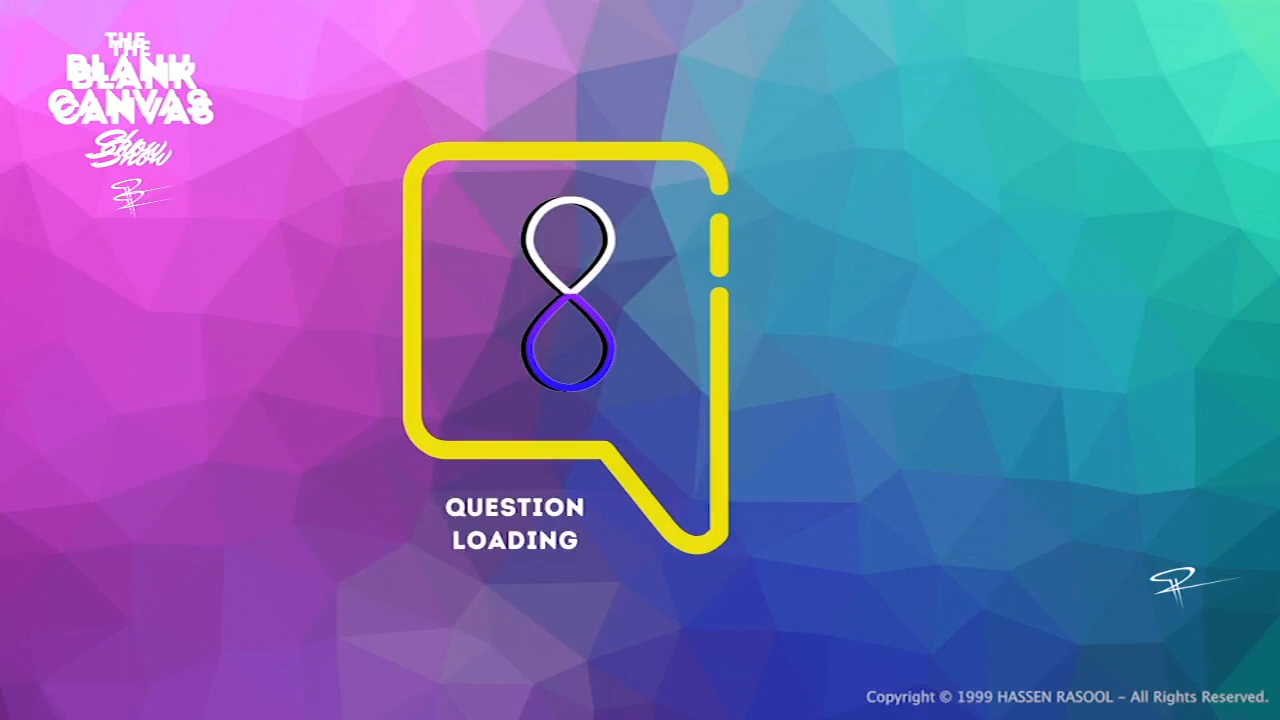 THE
BLANK
CANVAS
Show
8
QUESTION
LOADING
Copyright © 1999 HASSEN RASOOL – All Rights Reserved.